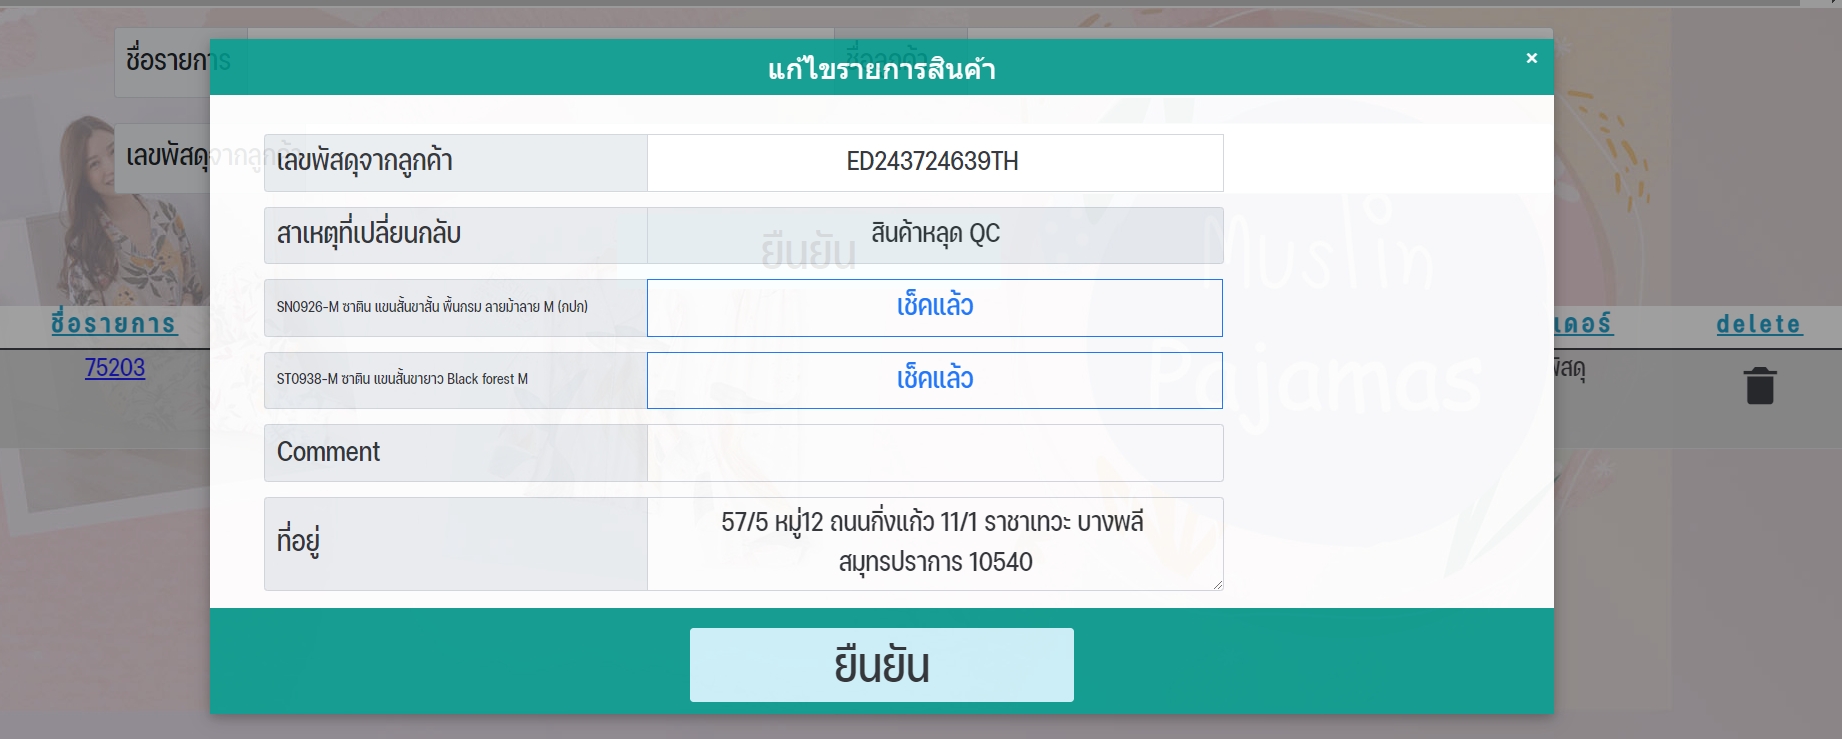 ชื่อรายการ
ชื่อลูกค้า
แก้ไขรายการสินค้า
×
เลขพัสดุจากลูกค้า
เลขพัสดุจากลูกค้า
ED243724639TH
สาเหตุที่เปลี่ยนกลับ
สินค้าหลุด QC
ยืนยัน
Muslin
Pajamas
SN0926-M ซาติน แขนสั้นขาสั้น พื้นกรม ลายม้าลาย M (กปก)
เช็คแล้ว
ชื่อรายการ
เดอร์
delete
75203
พัสดุ
ST0938-M ซาติน แขนสั้นขายาว Black forest M
เช็คแล้ว
Comment
ที่อยู่
57/5 หมู่12 ถนนกิ่งแก้ว 11/1 ราชาเทวะ บางพลี
สมุทรปราการ 10540
ยืนยัน